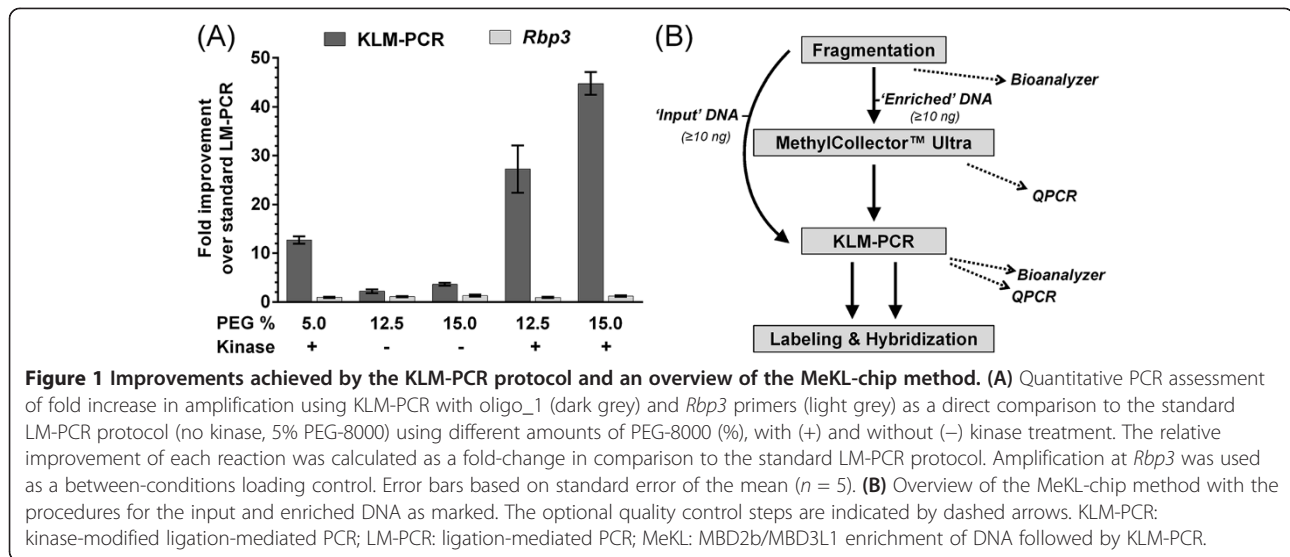 (A)
KLM-PCR
Rbp3
Fold improvement
over standard LM-PCR
50
40
30
20
10
0
PEG % 5.0 12.5 15.0 12.5 15.0
Kinase + - - + +
(B)
Fragmentation
Bioanalyzer
'Input' DNA
(≥10 ng)
'Enriched' DNA
(≥10 ng)
MethylCollector™ Ultra
QPCR
KLM-PCR
Bioanalyzer
QPCR
Labeling & Hybridization
Figure 1 Improvements achieved by the KLM-PCR protocol and an overview of the MeKL-chip method. (A) Quantitative PCR assessment
of fold increase in amplification using KLM-PCR with oligo_1 (dark grey) and Rbp3 primers (light grey) as a direct comparison to the standard
LM-PCR protocol (no kinase, 5% PEG-8000) using different amounts of PEG-8000 (%), with (+) and without (−) kinase treatment. The relative
improvement of each reaction was calculated as a fold-change in comparison to the standard LM-PCR protocol. Amplification at Rbp3 was used
as a between-conditions loading control. Error bars based on standard error of the mean (n = 5). (B) Overview of the MeKL-chip method with the
procedures for the input and enriched DNA as marked. The optional quality control steps are indicated by dashed arrows. KLM-PCR:
kinase-modified ligation-mediated PCR; LM-PCR: ligation-mediated PCR; MeKL: MBD2b/MBD3L1 enrichment of DNA followed by KLM-PCR.